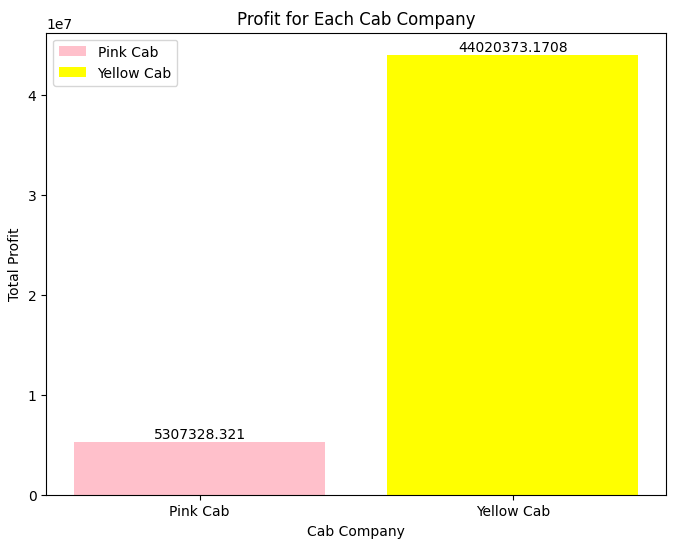 Profit for Each Cab Company
1e7
Pink Cab
Yellow Cab
44020373.1708
5307328.321
4
3
2
1
0
Total Profit
Pink Cab
Yellow Cab
Cab Company